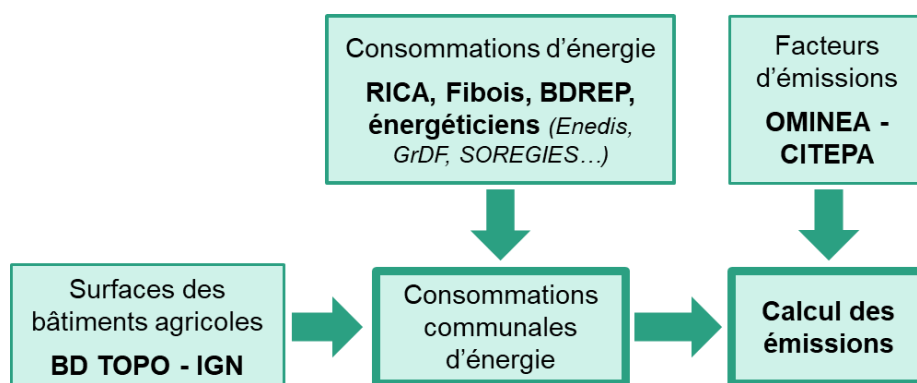 Consommations d'énergie
RICA, Fibois, BDREP,
énergéticiens (Enedis,
GrDF, SOREGIES…)
Facteurs
d'émissions
OMINEA -
CITEPA
Surfaces des
bâtiments agricoles
BD TOPO - IGN
Consommations
communales
d'énergie
Calcul des
émissions